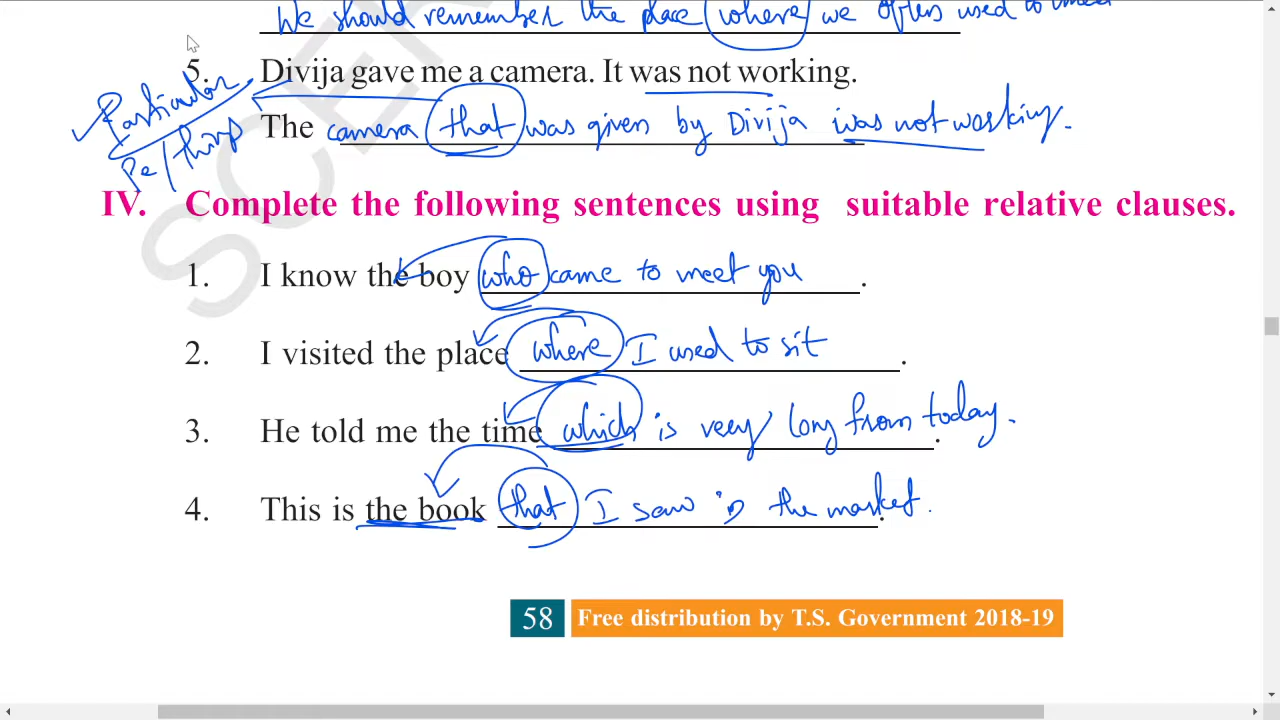 We should remember the place where we often used to meet
5. Divija gave me a camera. It was not working.
Particular
The camera that was given by Divija was not working.
Pe/thing
IV. Complete the following sentences using suitable relative clauses.
1. I know the boy who came to meet you.
2. I visited the place where I used to sit.
3. He told me the time which is very long from today.
4. This is the book that I saw in the market.
58 Free distribution by T.S. Government 2018-19